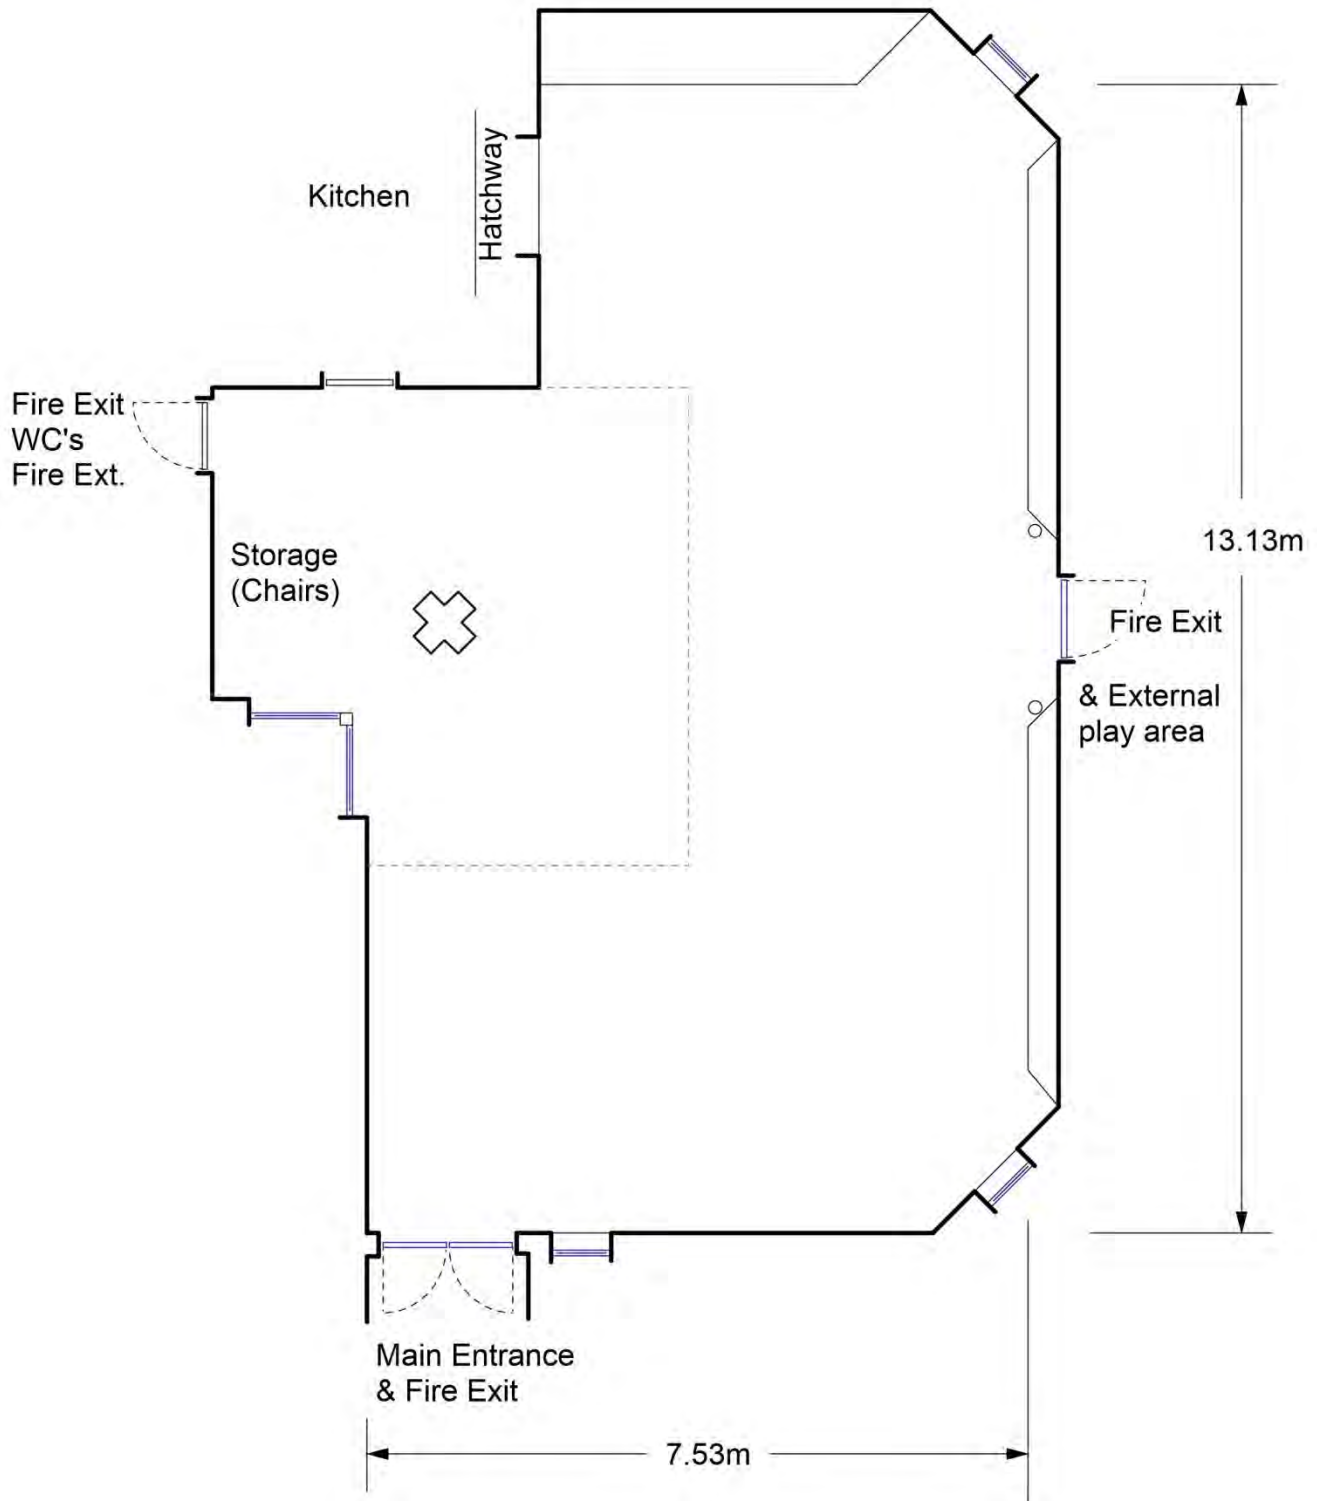 Kitchen
Hatchway
Fire Exit
WC's
Fire Ext.
Storage
(Chairs)
13.13m
Fire Exit
& External
play area
Main Entrance
& Fire Exit
7.53m